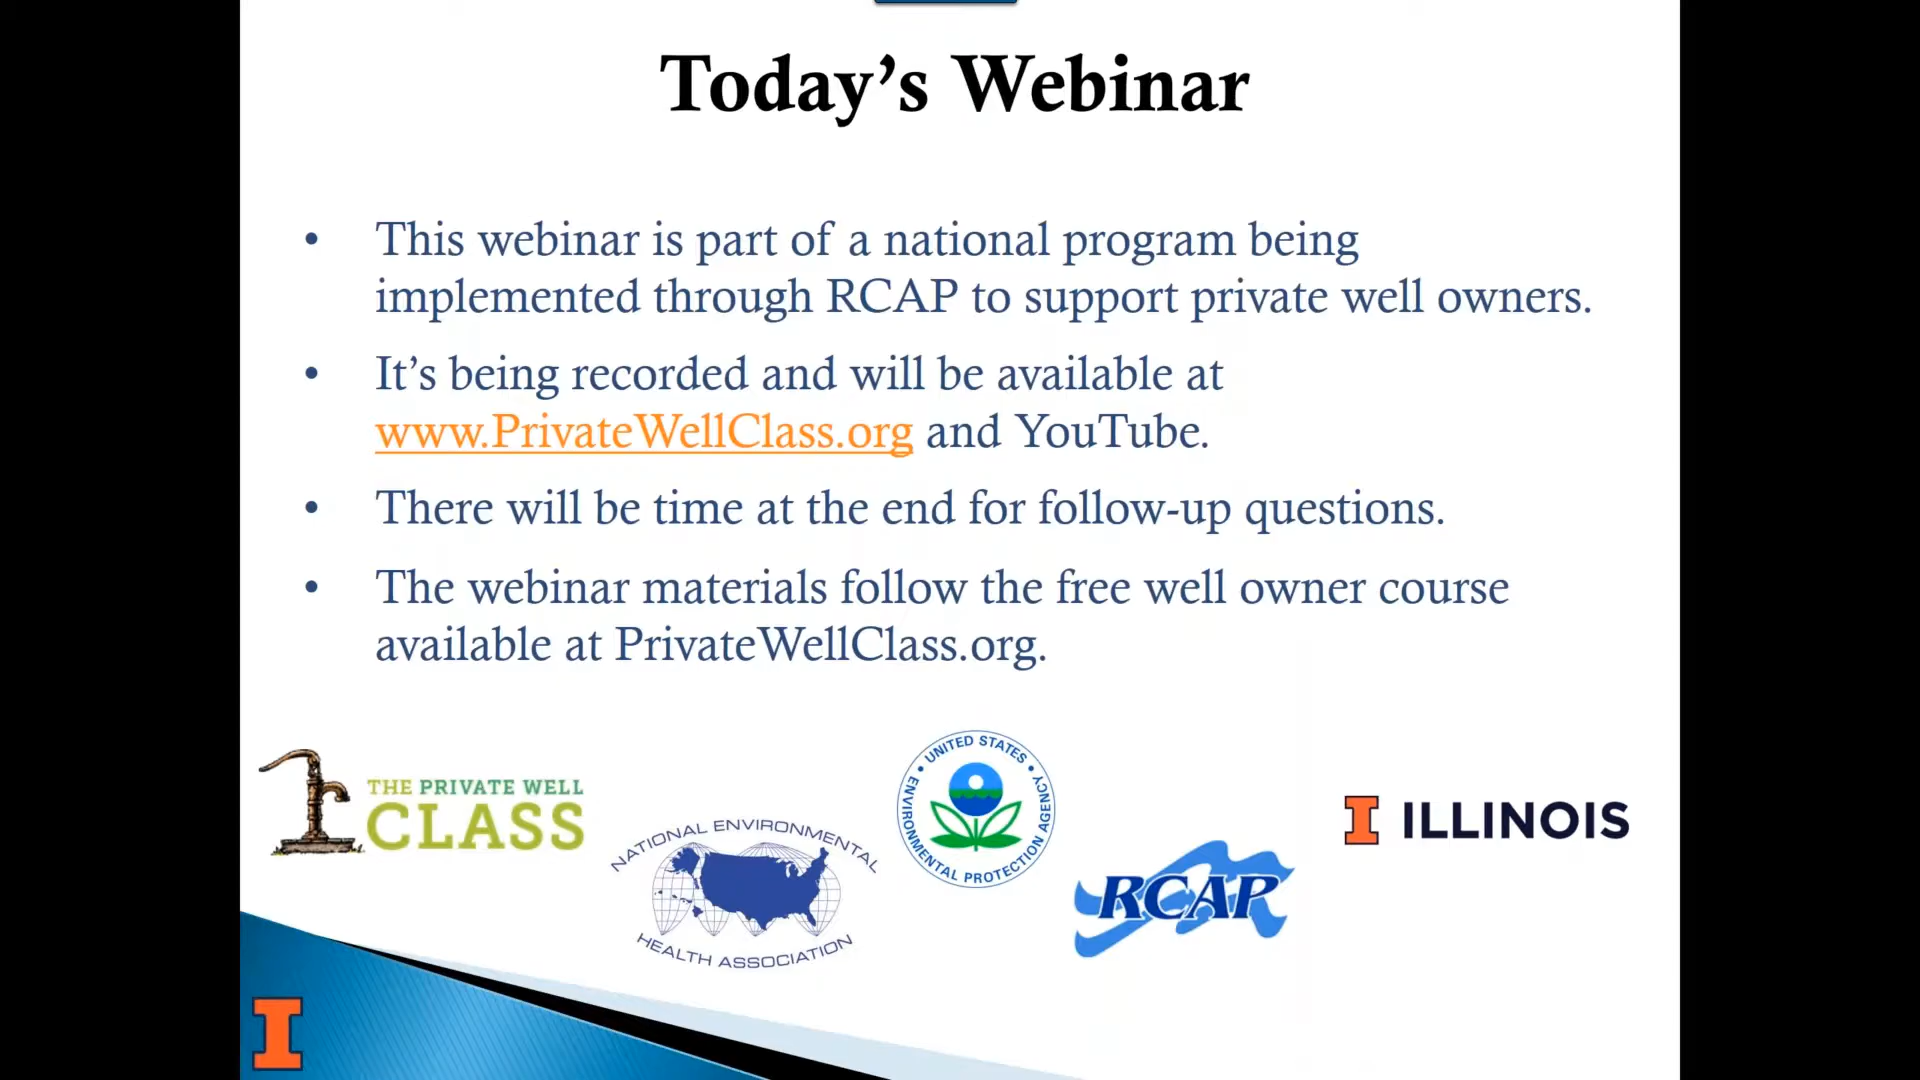 Today’s Webinar
• This webinar is part of a national program being
implemented through RCAP to support private well owners.
• It’s being recorded and will be available at
www.PrivateWellClass.org and YouTube.
• There will be time at the end for follow-up questions.
• The webinar materials follow the free well owner course
available at PrivateWellClass.org.
THE PRIVATE WELL
CLASS
NATIONAL ENVIRONMENTAL
HEALTH ASSOCIATION
UNITED STATES
ENVIRONMENTAL PROTECTION AGENCY
RCAP
I ILLINOIS
I